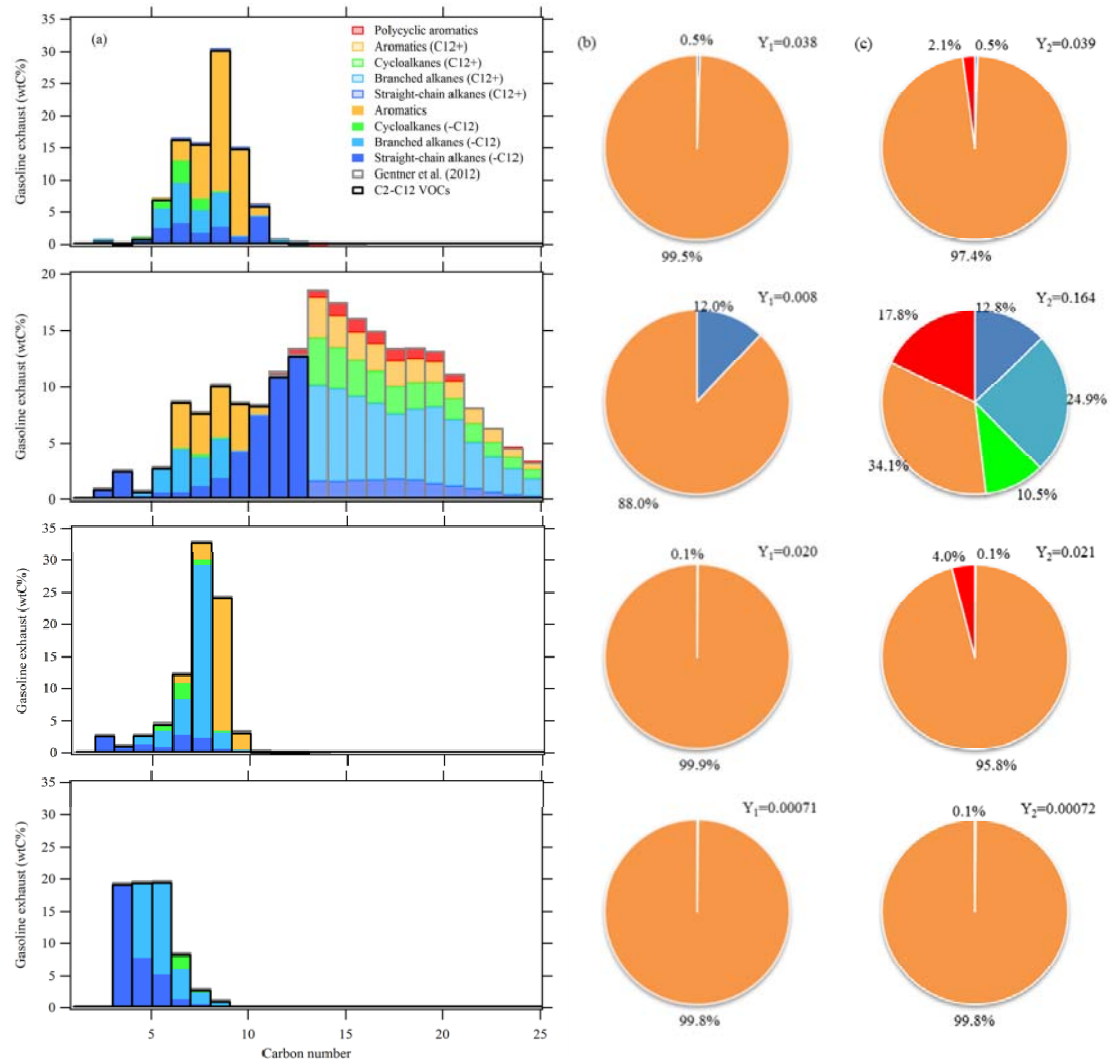 (a)
Polycyclic aromatics
Aromatics (C12+)
Cycloalkanes (C12+)
Branched alkanes (C12+)
Straight-chain alkanes (C12+)
Aromatics
Cycloalkanes (-C12)
Branched alkanes (-C12)
Straight-chain alkanes (-C12)
Gentner et al. (2012)
C2-C12 VOCs
Gasoline exhaust (wtC%)
35
30
25
20
15
10
5
0
(b)
0.5%
Y₁=0.038
99.5%
(c)
2.1%
0.5%
Y₂=0.039
97.4%
Gasoline exhaust (wtC%)
20
15
10
5
0
12.0%
Y₁=0.008
88.0%
17.8%
12.8%
Y₂=0.164
24.9%
34.1%
10.5%
Gasoline exhaust (wtC%)
35
30
25
20
15
10
5
0
0.1%
Y₁=0.020
99.9%
4.0%
0.1%
Y₂=0.021
95.8%
Gasoline exhaust (wtC%)
35
30
25
20
15
10
5
0
5
10
15
20
25
Carbon number
Y₁=0.00071
99.8%
0.1%
Y₂=0.00072
99.8%